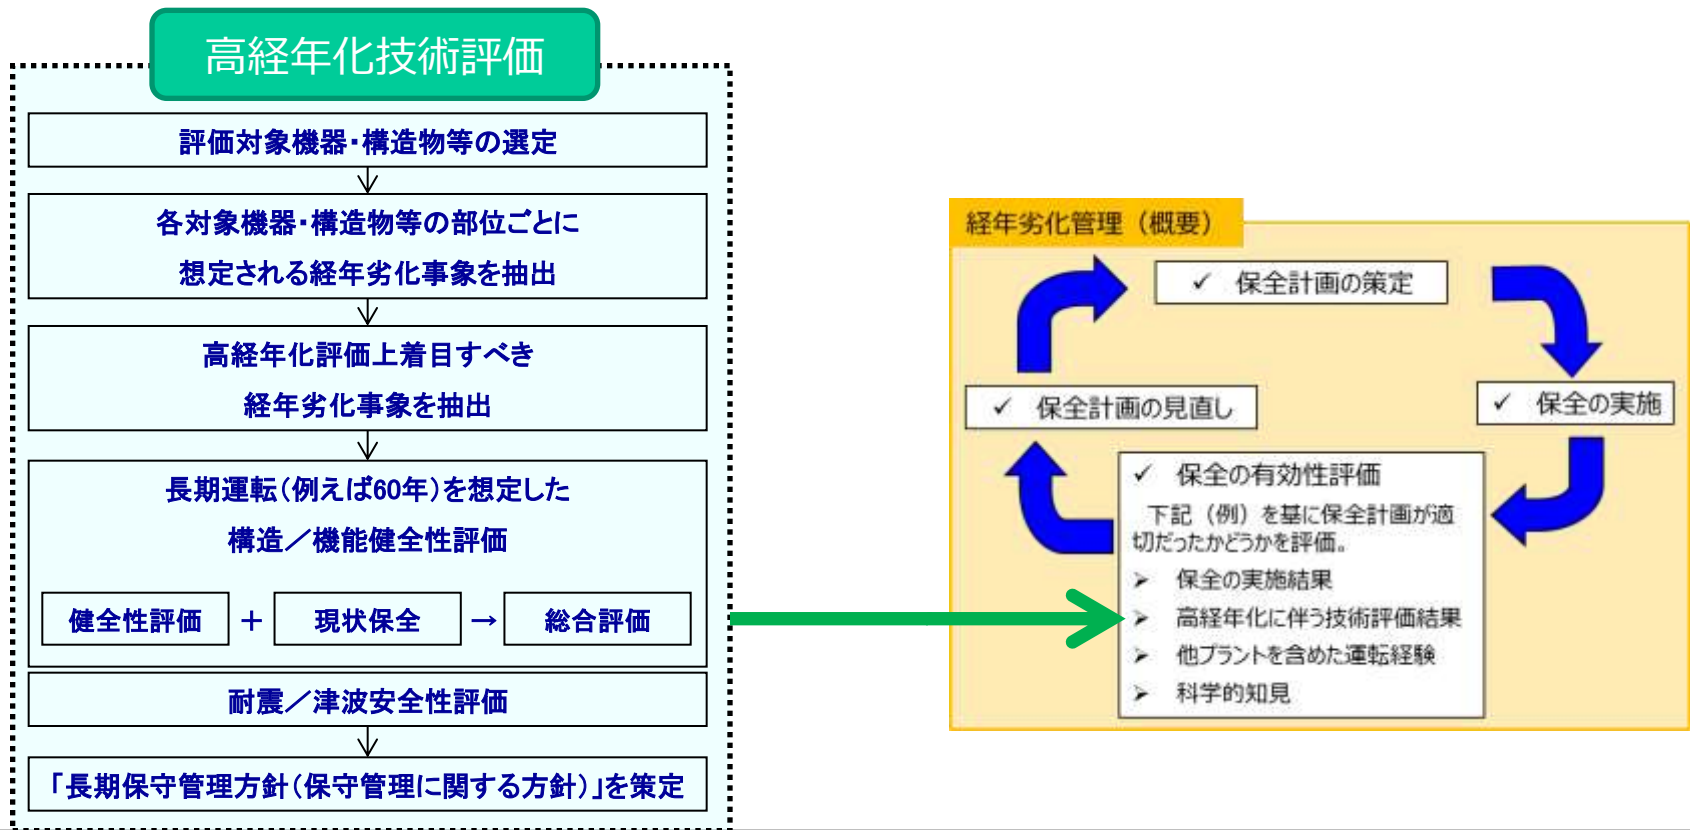 高経年化技術評価
評価対象機器・構造物等の選定
各対象機器・構造物等の部位ごとに
想定される経年劣化事象を抽出
高経年化評価上着目すべき
経年劣化事象を抽出
長期運転(例えば60年)を想定した
構造／機能健全性評価
健全性評価 ＋ 現状保全 → 総合評価
耐震／津波安全性評価
「長期保守管理方針(保守管理に関する方針)」を策定
経年劣化管理（概要）
✓ 保全計画の策定
✓ 保全の実施
✓ 保全計画の見直し
✓ 保全の有効性評価
下記（例）を基に保全計画が適
切だったかどうかを評価。
➢ 保全の実施結果
➢ 高経年化に伴う技術評価結果
➢ 他プラントを含めた運転経験
➢ 科学的知見